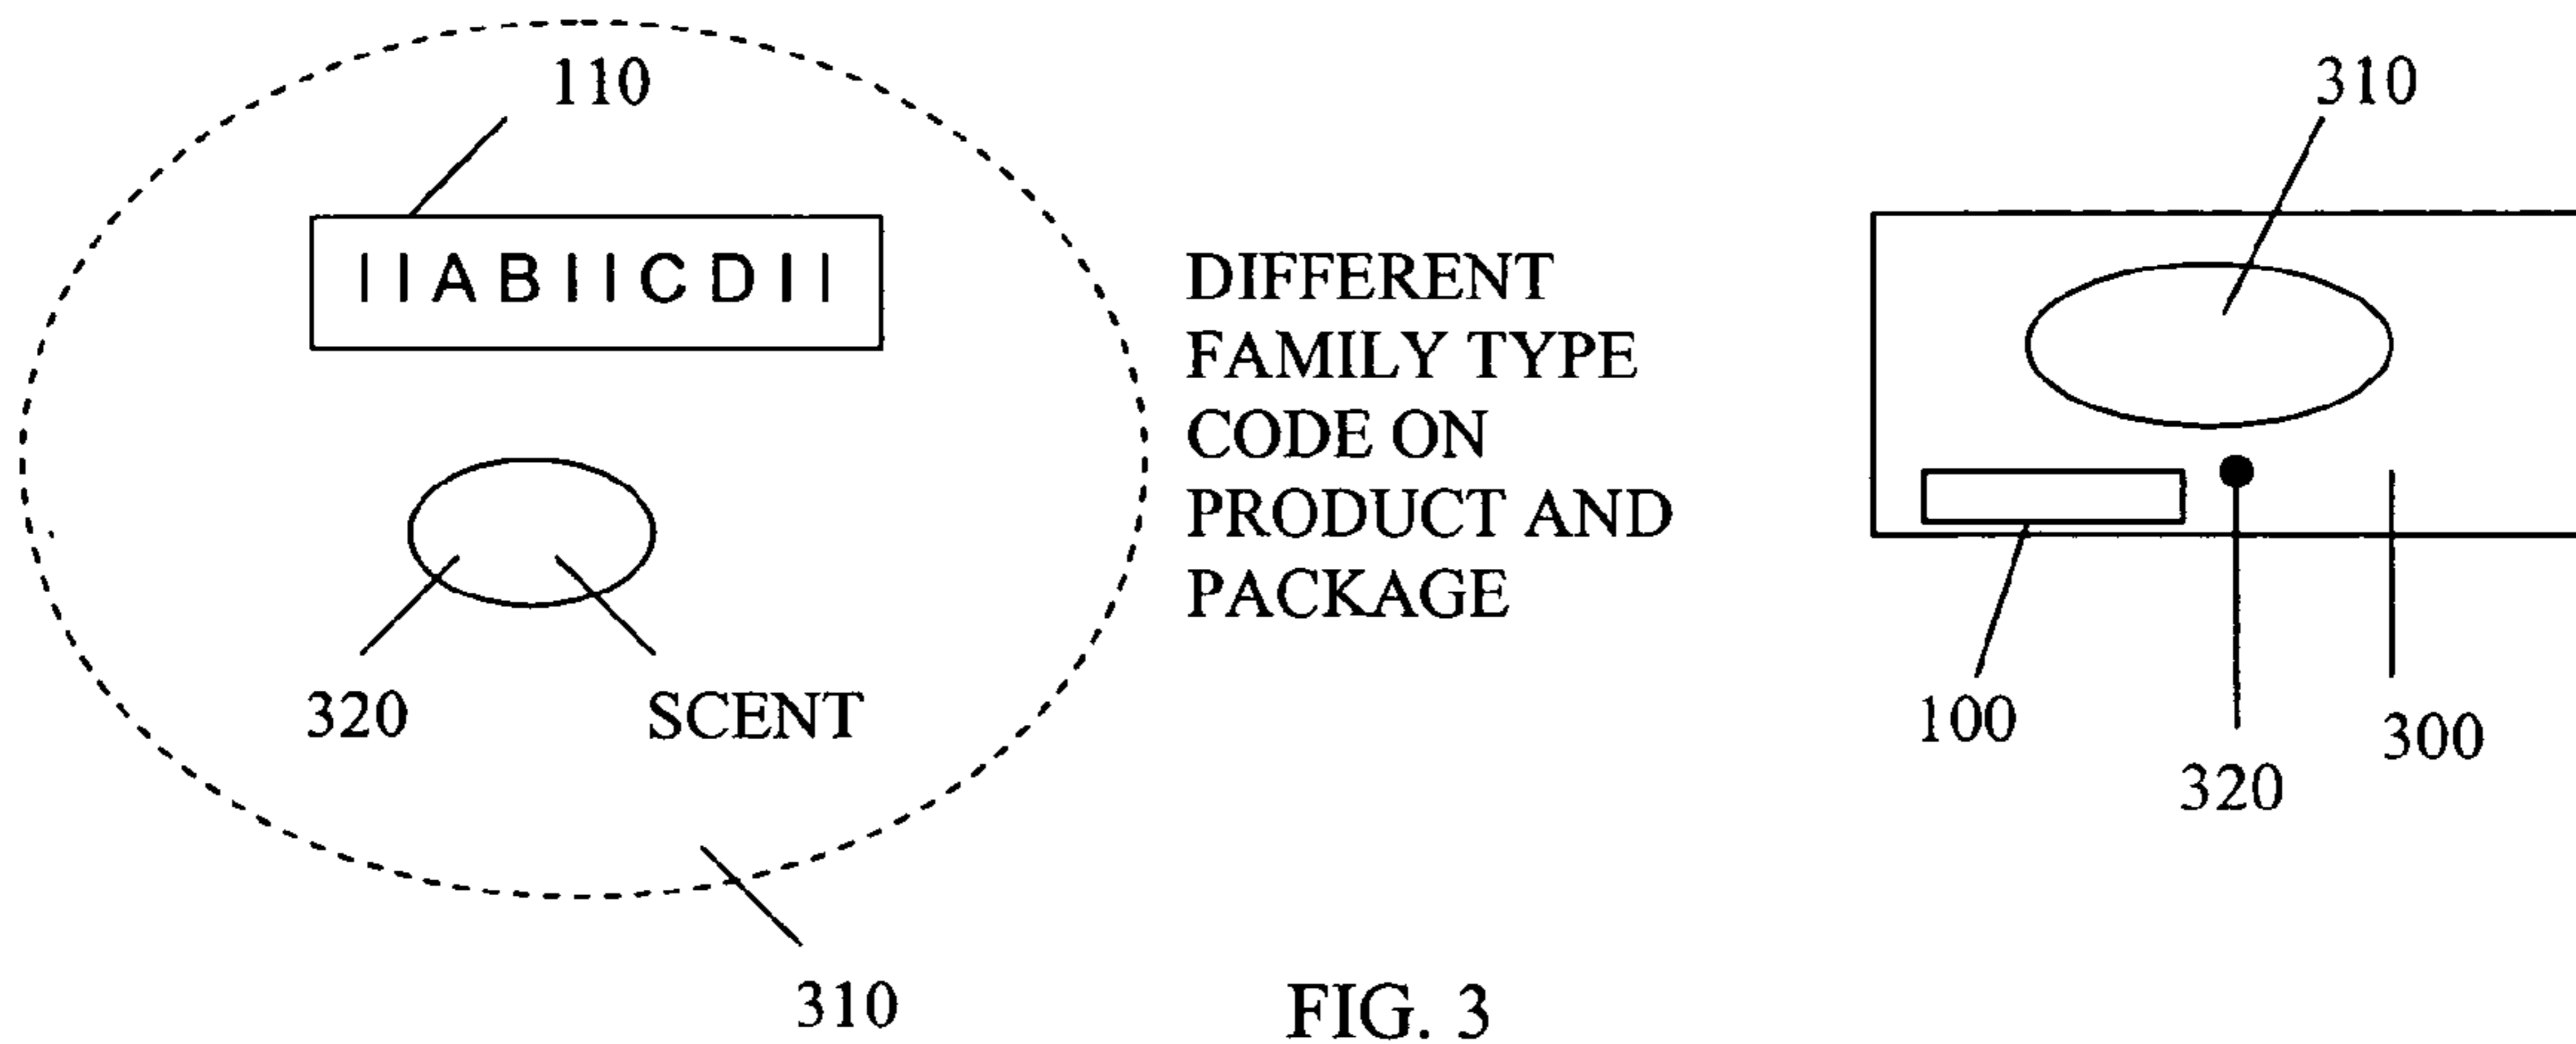 110
IIABIICDII
320
SCENT
310
DIFFERENT
FAMILY TYPE
CODE ON
PRODUCT AND
PACKAGE
310
100
320
300
FIG. 3